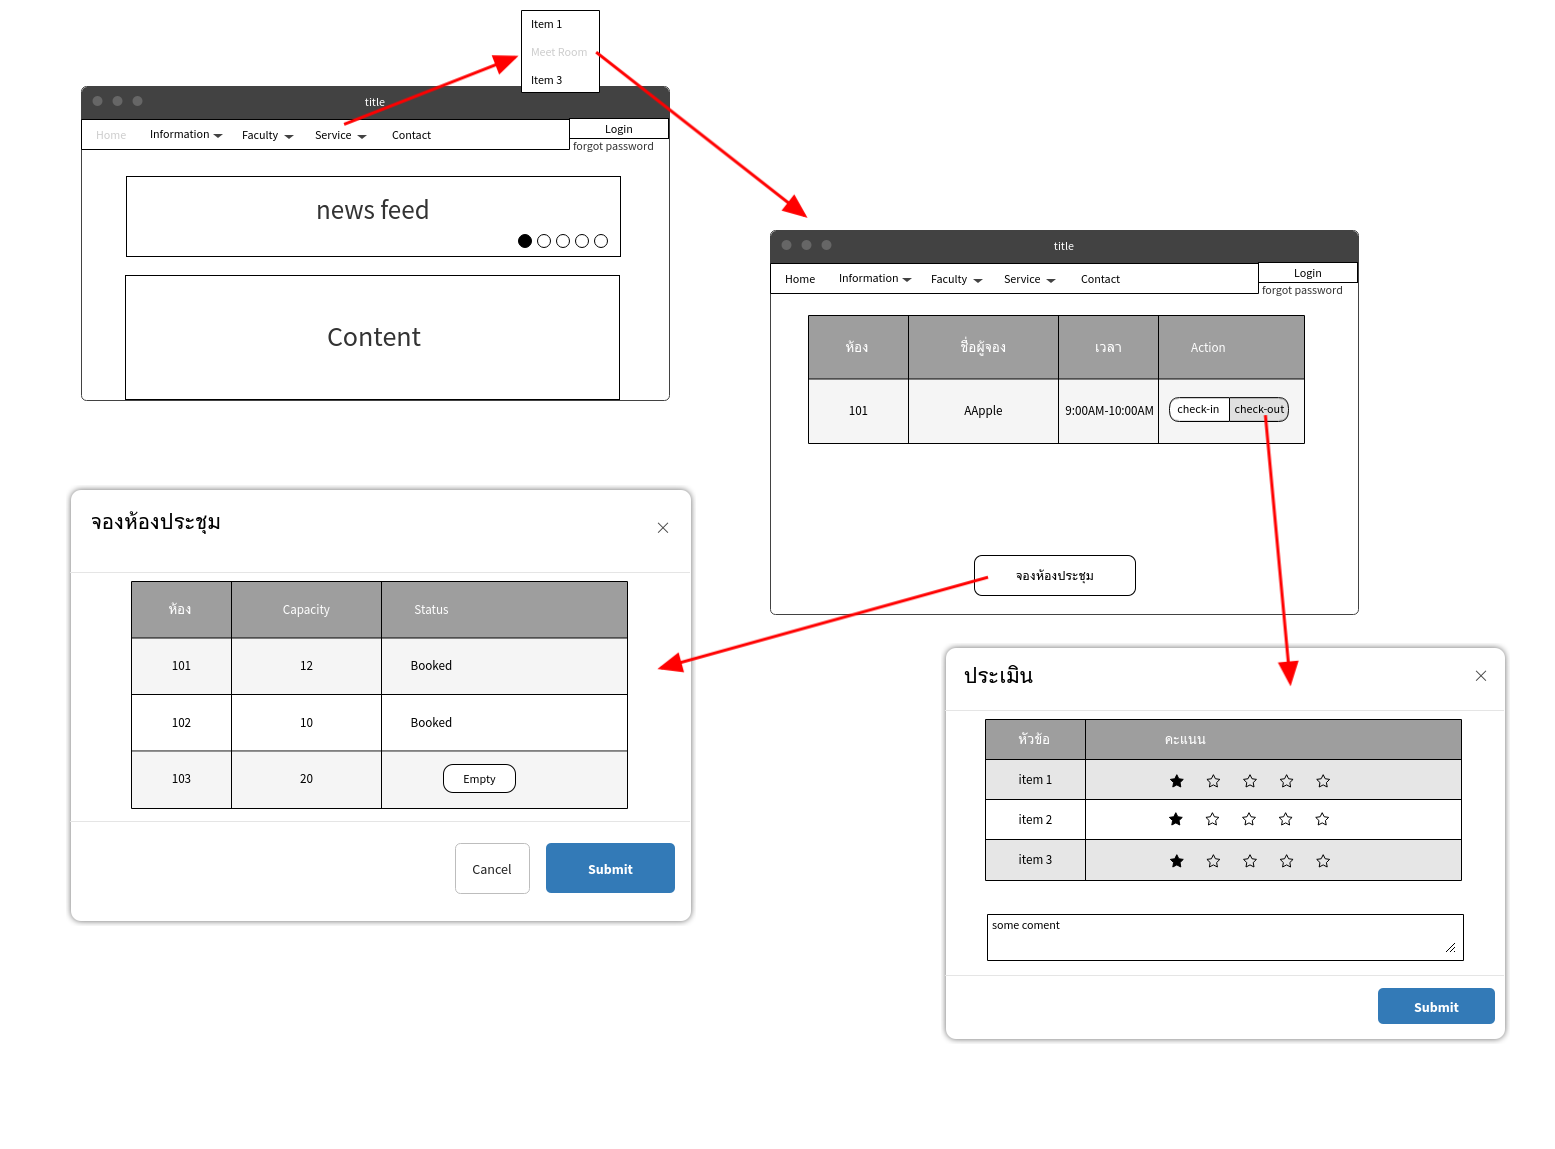 Item 1
Meet Room
Item 3
title
Home Information Faculty Service Contact Login
forgot password
news feed
Content
title
Home Information Faculty Service Contact Login
forgot password
ห้อง ชื่อผู้จอง เวลา Action
101 AApple 9:00AM-10:00AM check-in check-out
จองห้องประชุม
จองห้องประชุม
ห้อง Capacity Status
101 12 Booked
102 10 Booked
103 20 Empty
Cancel Submit
ประเมิน
หัวข้อ คะแนน
item 1
item 2
item 3
some coment
Submit